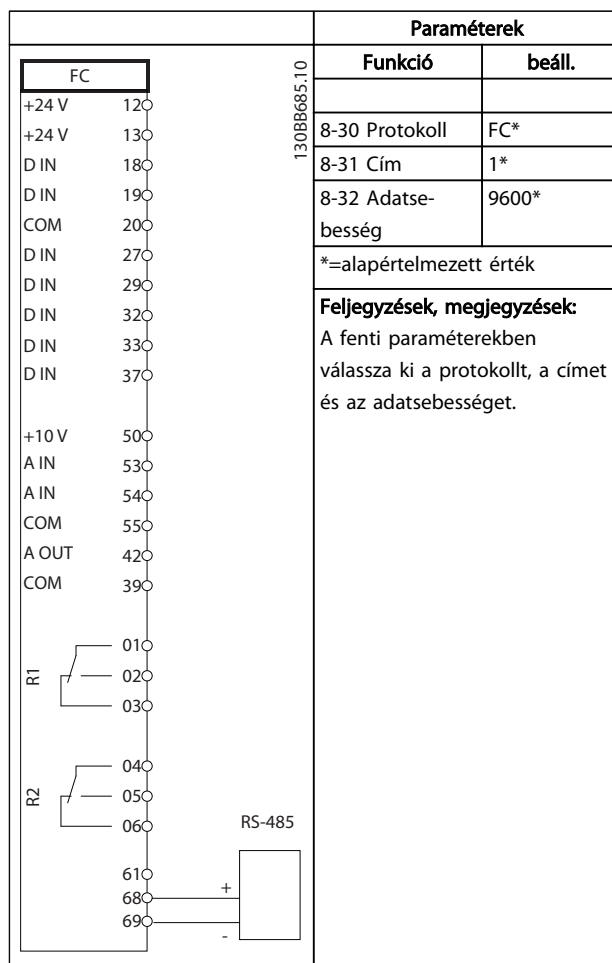 FC
+24 V 12
+24 V 13
D IN 18
D IN 19
COM 20
D IN 27
D IN 29
D IN 32
D IN 33
D IN 37
+10 V 50
A IN 53
A IN 54
COM 55
A OUT 42
COM 39
R1
01
02
03
R2
04
05
06
RS-485
61
68 +
69 -
130BB685.10
Paraméterek
Funkció beáll.
8-30 Protokoll FC*
8-31 Cím 1*
8-32 Adatse- 9600*
besség
*=alapértelmezett érték
Feljegyzések, megjegyzések:
A fenti paraméterekben
válassza ki a protokollt, a címet
és az adatsebességet.